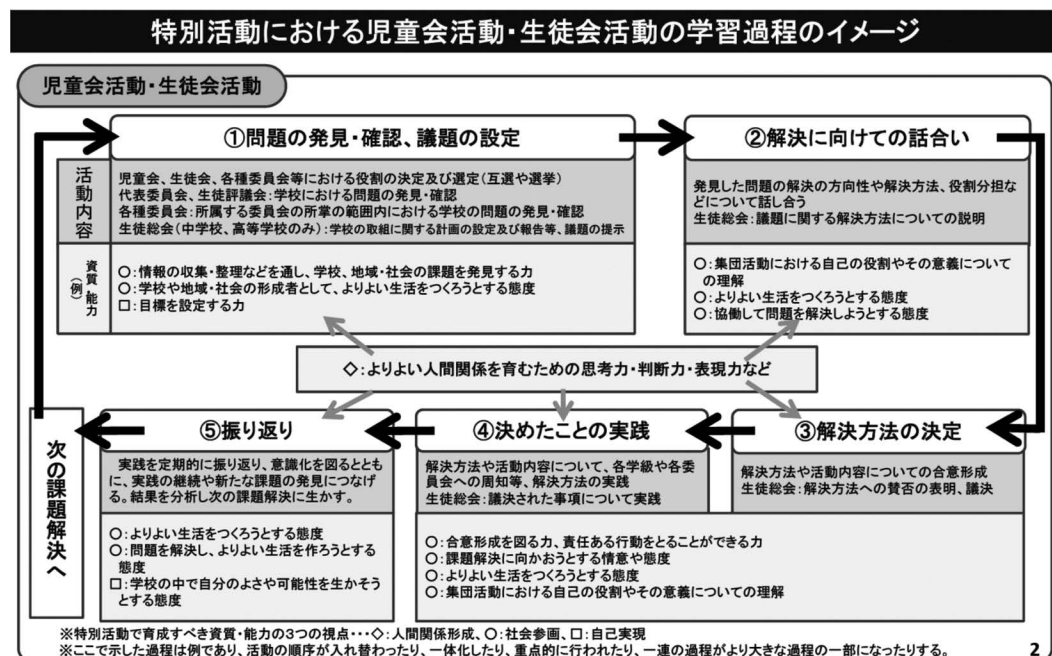 特別活動における児童会活動・生徒会活動の学習過程のイメージ
児童会活動・生徒会活動
①問題の発見・確認、議題の設定
活動内容
児童会、生徒会、各種委員会等における役割の決定及び選定(互選や選挙)
代表委員会、生徒評議会:学校における問題の発見・確認
各種委員会:所属する委員会の所掌の範囲内における学校の問題の発見・確認
生徒総会(中学校、高等学校のみ):学校の取組に関する計画の設定及び報告等、議題の提示
資質・能力(例)
○:情報の収集・整理などを通し、学校、地域・社会の課題を発見する力
○:学校や地域・社会の形成者として、よりよい生活をつくろうとする態度
□:目標を設定する力
②解決に向けての話合い
発見した問題の解決の方向性や解決方法、役割分担な
どについて話し合う
生徒総会:議題に関する解決方法についての説明
○:集団活動における自己の役割やその意義について
の理解
○:よりよい生活をつくろうとする態度
○:協働して問題を解決しようとする態度
◇:よりよい人間関係を育むための思考力・判断力・表現力など
③解決方法の決定
解決方法や活動内容についての合意形成
生徒総会:解決方法への賛否の表明、議決
④決めたことの実践
解決方法や活動内容について、各学級や各委
員会への周知等、解決方法の実践
生徒総会:議決された事項について実践
○:合意形成を図る力、責任ある行動をとることができる力
○:課題解決に向かおうとする情意や態度
○:よりよい生活をつくろうとする態度
○:集団活動における自己の役割やその意義についての理解
⑤振り返り
実践を定期的に振り返り、意識化を図るととも
に、実践の継続や新たな課題の発見につなげ
る。結果を分析し次の課題解決に生かす。
○:よりよい生活をつくろうとする態度
○:問題を解決し、よりよい生活を作ろうとする
態度
□:学校の中で自分のよさや可能性を生かそう
とする態度
次の課題解決へ
※特別活動で育成すべき資質・能力の3つの視点・・・◇:人間関係形成、○:社会参画、□:自己実現
※ここで示した過程は例であり、活動の順序が入れ替わったり、一体化したり、重点的に行われたり、一連の過程がより大きな過程の一部になったりする。
2